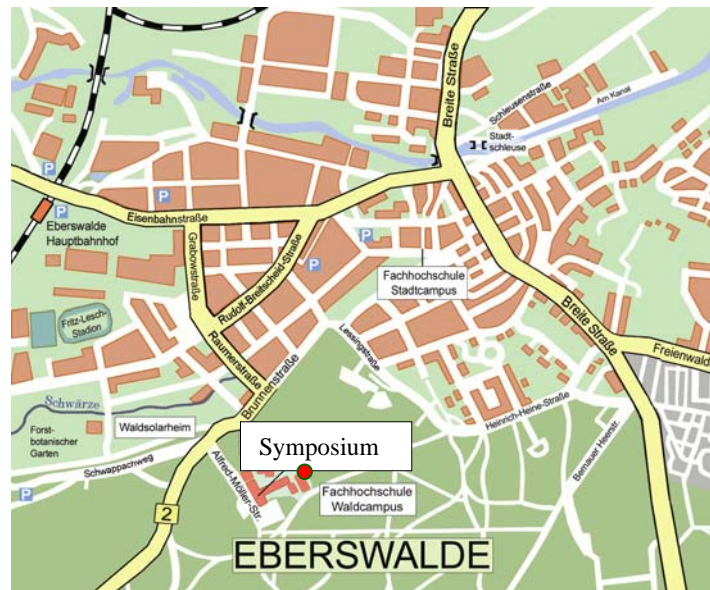 Breite Straße
Schleusenstraße
Am Kanal
Stadt-
schleuse
P
P
Eisenbahnstraße
P
P
P
Eberswalde
Hauptbahnhof
Grabowstraße
Rudolf-Breitscheid-Straße
Fachhochschule
Stadtcampus
Fritz-Lesch-
Stadion
Raumerstraße
Lessingstraße
Breite Straße
Freienwald
Brunnenstraße
Schwärze
Waldsolarheim
Heinrich-Heine-Straße
Forst-
botanischer
Garten
Symposium
Bernauer Heerstr.
Schwappachweg
Alfred-Möller-Str.
P
Fachhochschule
Waldcampus
2
EBERSWALDE